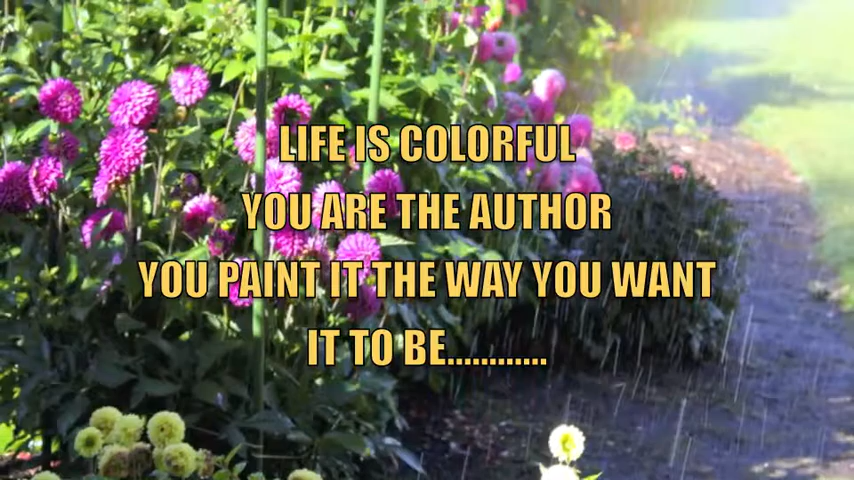 LIFE IS COLORFUL
YOU ARE THE AUTHOR
YOU PAINT IT THE WAY YOU WANT
IT TO BE............